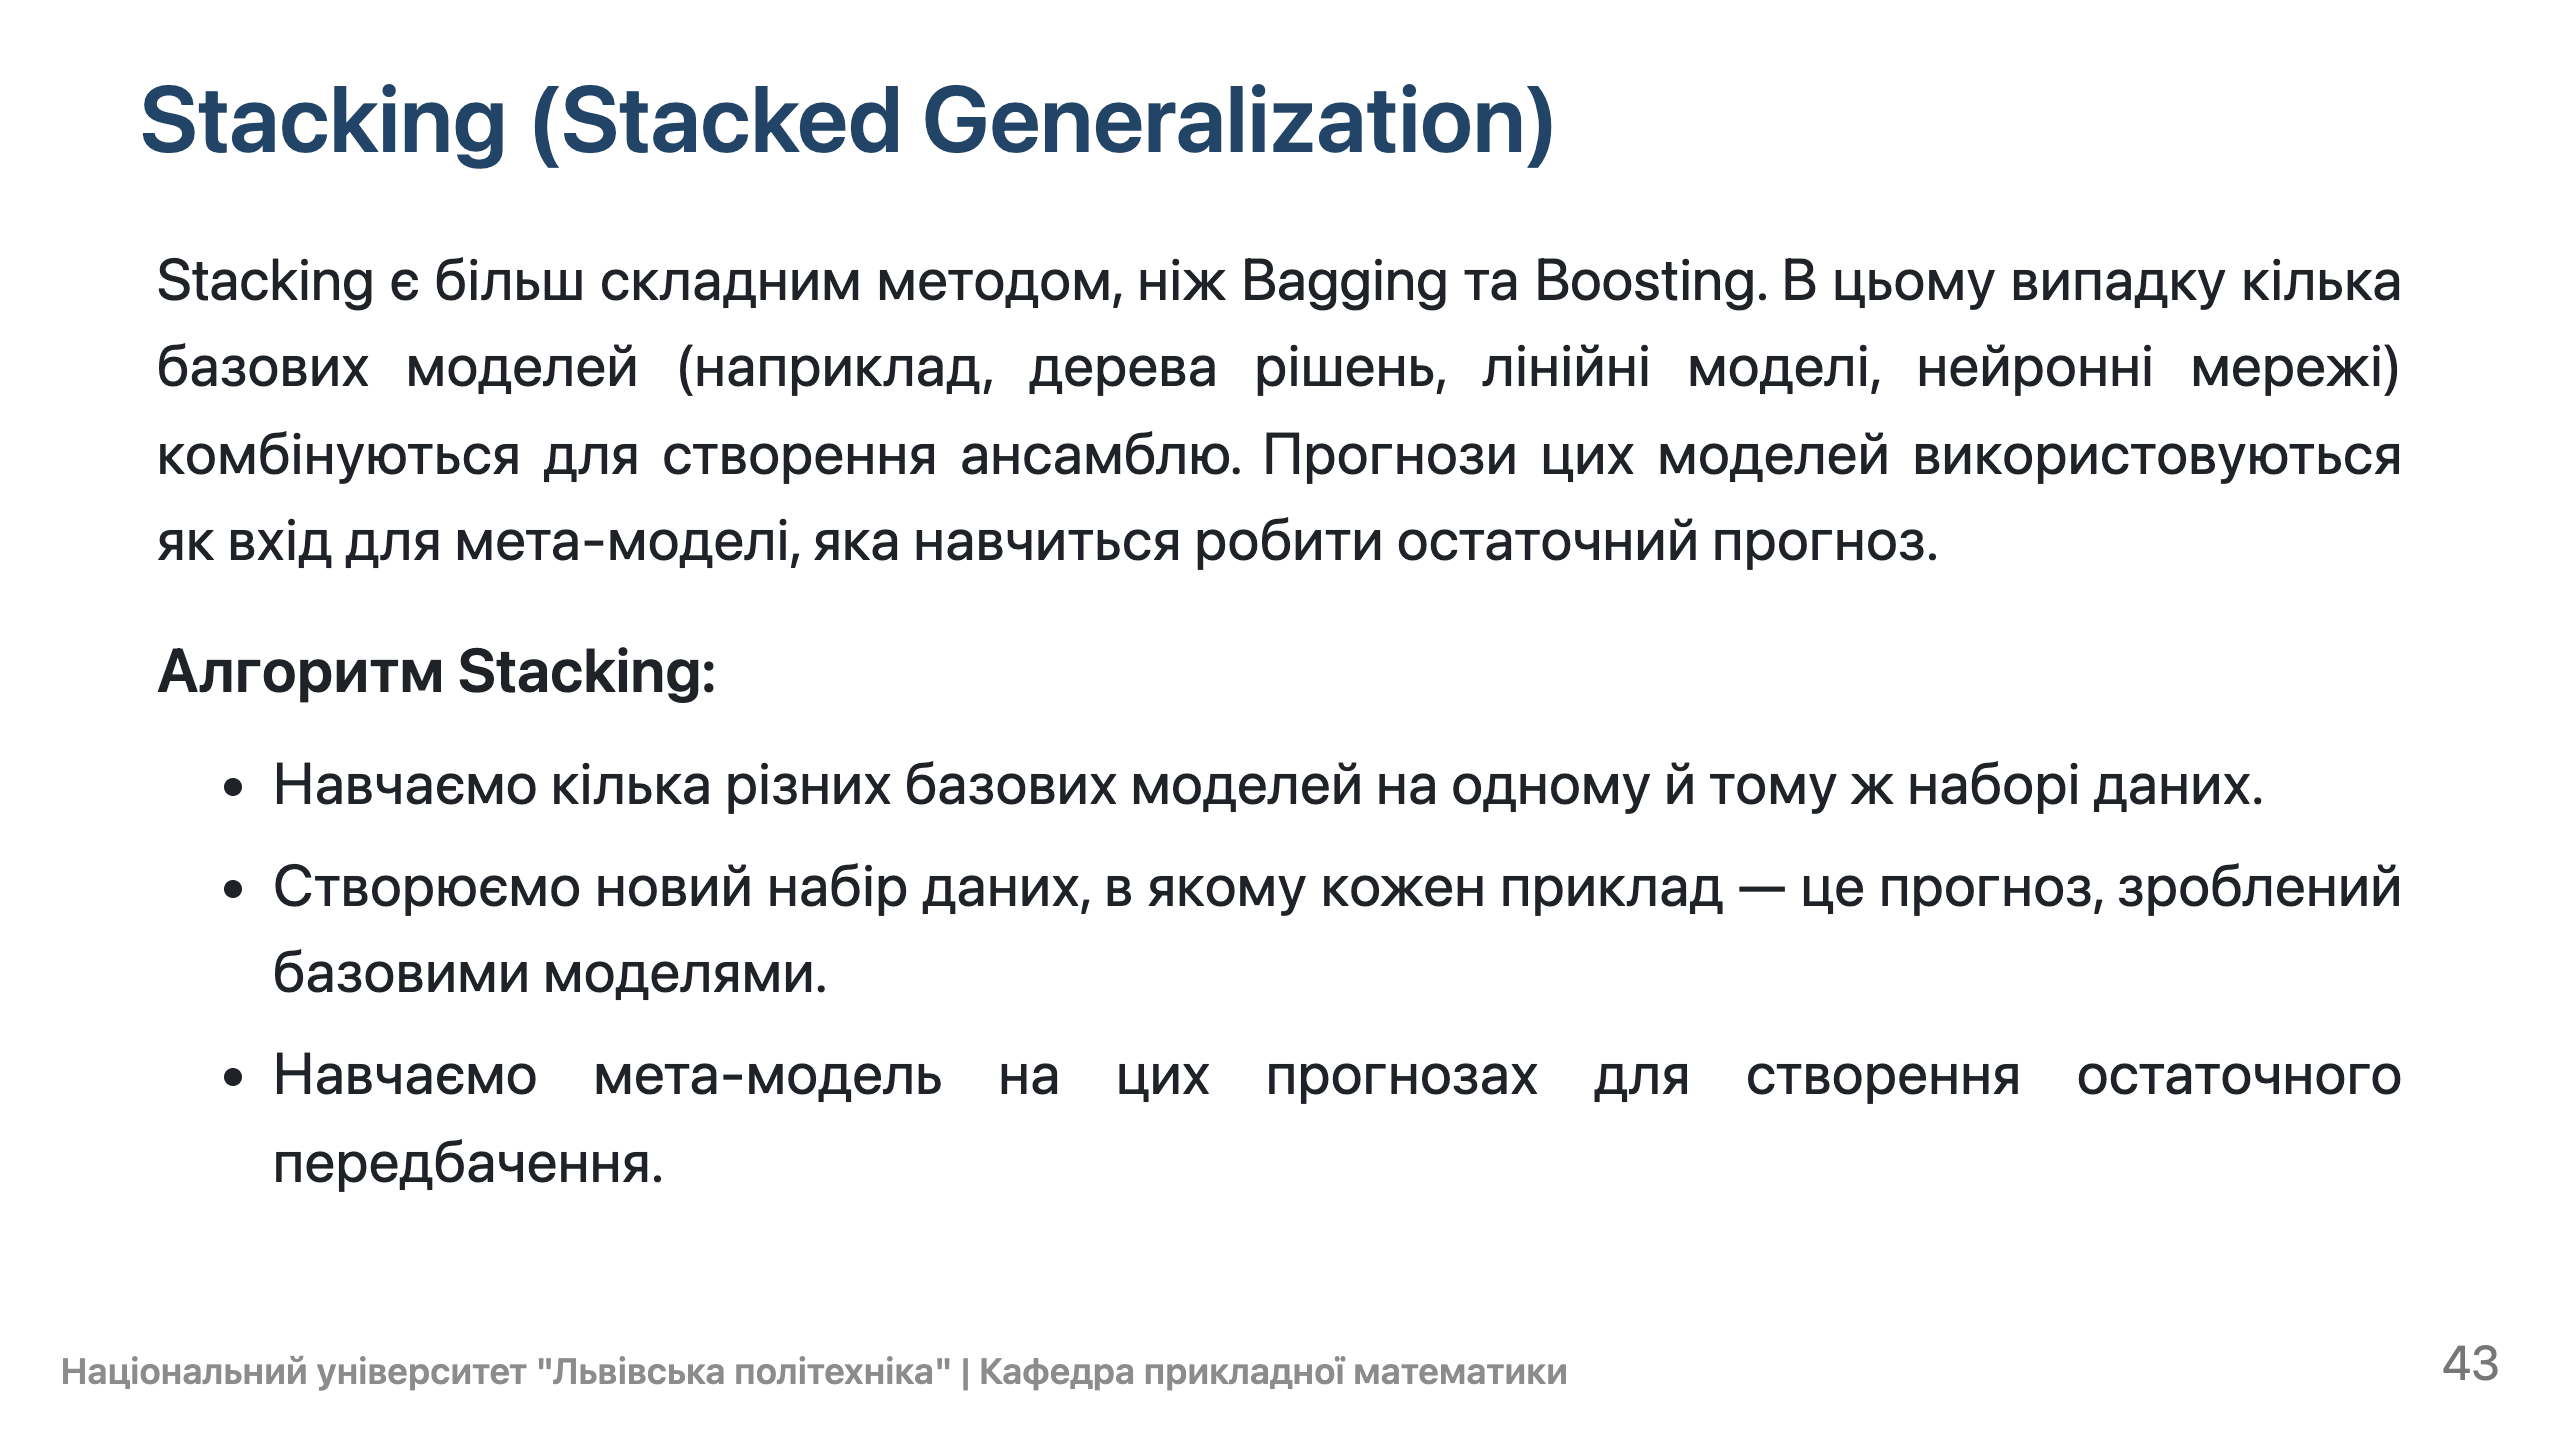 Stacking (Stacked Generalization)
Stacking є більш складним методом, ніж Bagging та Boosting. В цьому випадку кілька
базових моделей (наприклад, дерева рішень, лінійні моделі, нейронні мережі)
комбінуються для створення ансамблю. Прогнози цих моделей використовуються
як вхід для мета-моделі, яка навчиться робити остаточний прогноз.
Алгоритм Stacking:
• Навчаємо кілька різних базових моделей на одному й тому ж наборі даних.
• Створюємо новий набір даних, в якому кожен приклад — це прогноз, зроблений
базовими моделями.
• Навчаємо мета-модель на цих прогнозах для створення остаточного
передбачення.
Національний університет "Львівська політехніка" | Кафедра прикладної математики
43